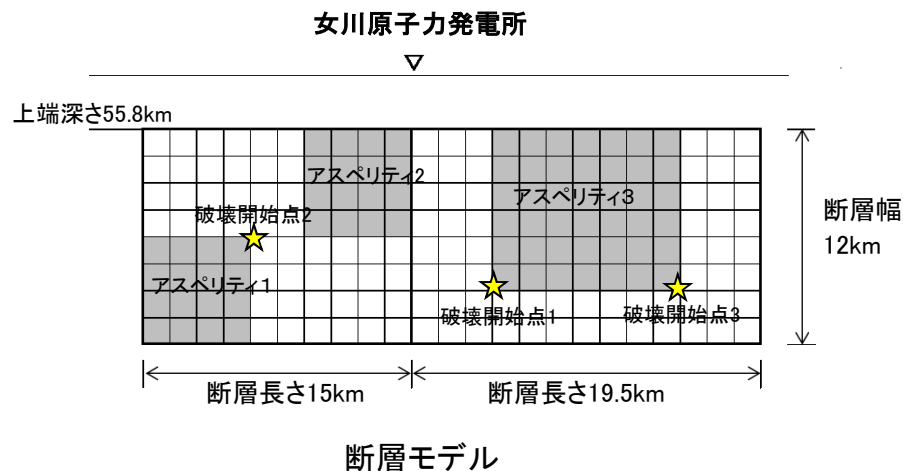 女川原子力発電所
上端深さ55.8km
アスペリティ2
アスペリティ3
破壊開始点2
断層幅
12km
アスペリティ1
破壊開始点1
破壊開始点3
断層長さ15km
断層長さ19.5km
断層モデル